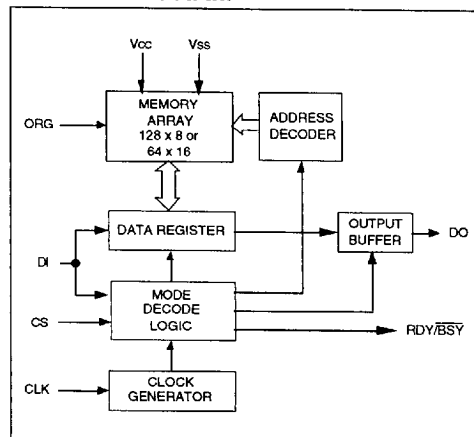 Vcc Vss
MEMORY
ARRAY
128 x 8 or
64 x 16
ADDRESS
DECODER
ORG
DATA REGISTER
OUTPUT
BUFFER
DO
DI
MODE
DECODE
LOGIC
CS
RDY/BSY
CLK
CLOCK
GENERATOR